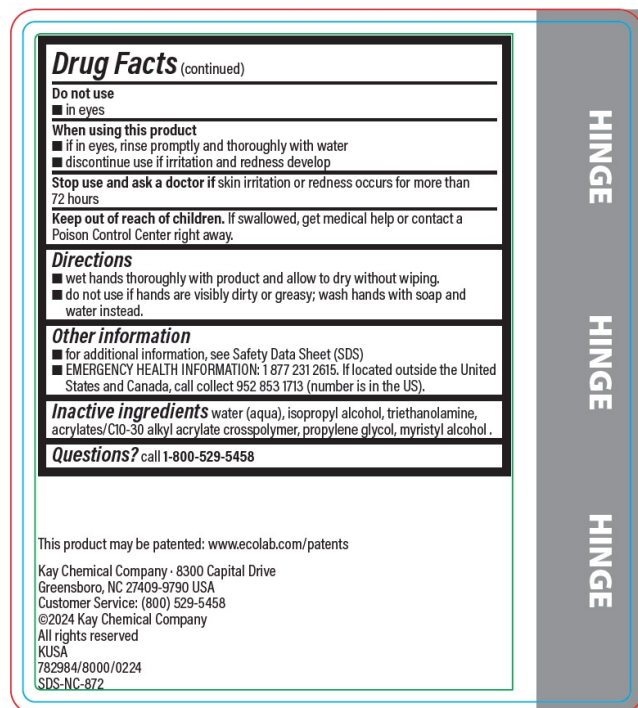 Drug Facts (continued)
Do not use
■ in eyes
When using this product
■ if in eyes, rinse promptly and thoroughly with water
■ discontinue use if irritation and redness develop
Stop use and ask a doctor if skin irritation or redness occurs for more than
72 hours
Keep out of reach of children. If swallowed, get medical help or contact a
Poison Control Center right away.
Directions
■ wet hands thoroughly with product and allow to dry without wiping.
■ do not use if hands are visibly dirty or greasy; wash hands with soap and
water instead.
Other information
■ for additional information, see Safety Data Sheet (SDS)
■ EMERGENCY HEALTH INFORMATION: 1 877 231 2615. If located outside the United
States and Canada, call collect 952 853 1713 (number is in the US).
Inactive ingredients water (aqua), isopropyl alcohol, triethanolamine,
acrylates/C10-30 alkyl acrylate crosspolymer, propylene glycol, myristyl alcohol .
Questions? call 1-800-529-5458
This product may be patented: www.ecolab.com/patents
Kay Chemical Company · 8300 Capital Drive
Greensboro, NC 27409-9790 USA
Customer Service: (800) 529-5458
©2024 Kay Chemical Company
All rights reserved
KUSA
782984/8000/0224
SDS-NC-872
HINGE
HINGE
HINGE